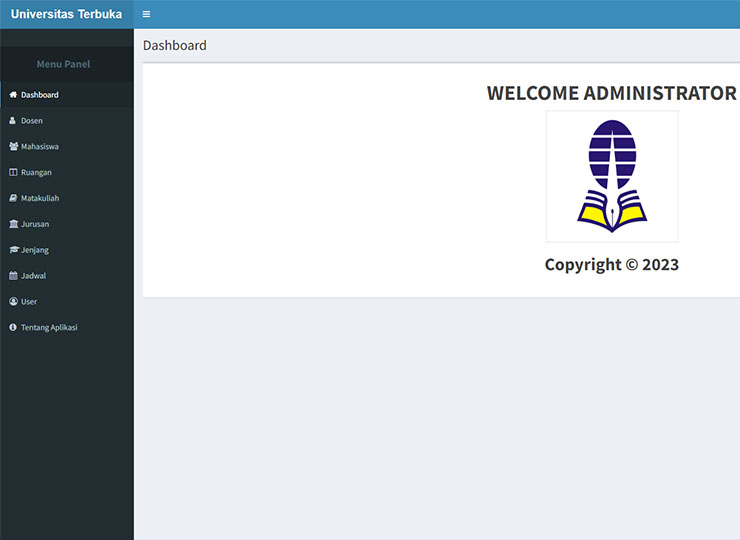 Universitas Terbuka
Dashboard
Menu Panel
Dashboard
Dosen
Mahasiswa
Ruangan
Matakuliah
Jurusan
Jenjang
Jadwal
User
Tentang Aplikasi
WELCOME ADMINISTRATOR
Copyright © 2023